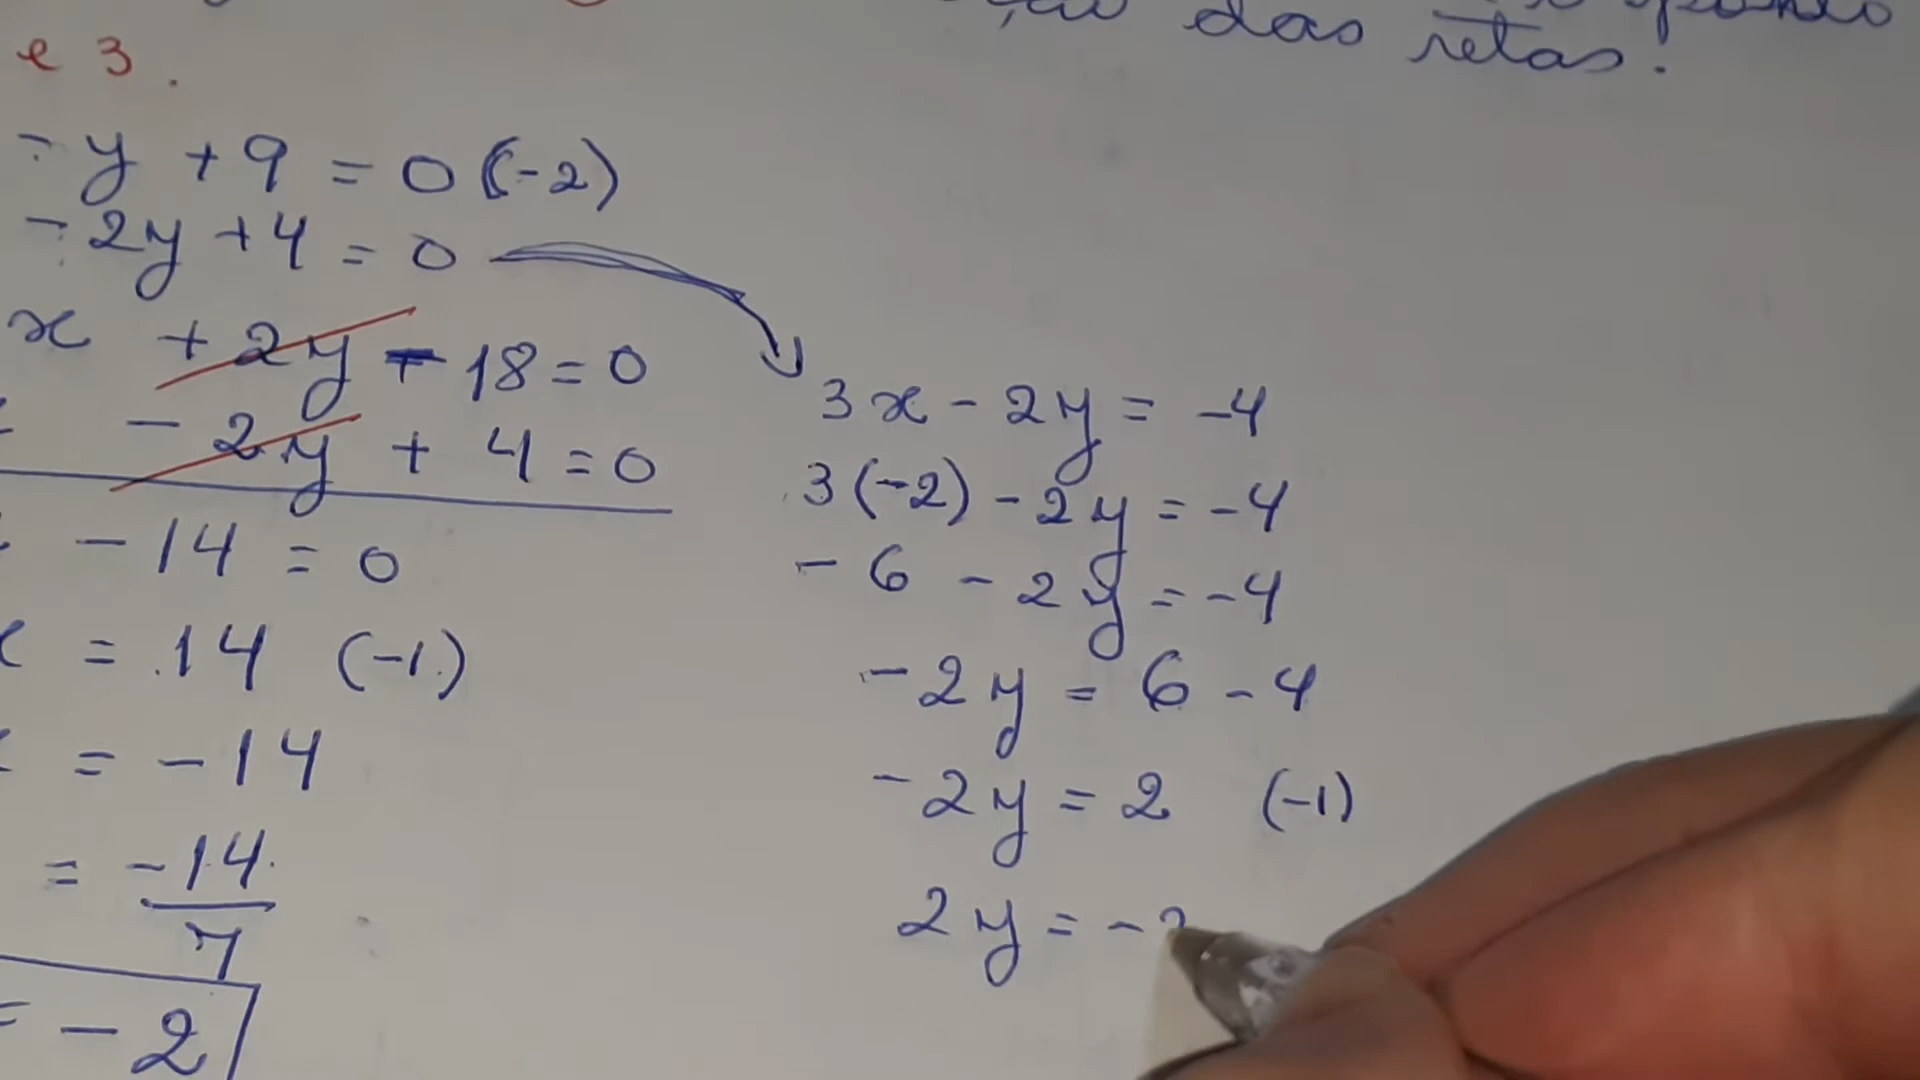 das retas.
e 3.
- y + 9 = 0 (-2)
- 2y + 4 = 0
x + 2y - 18 = 0
- 2y + 4 = 0
- 14 = 0
x = 14 (-1)
= -14
= -14
7
= -2
3x - 2y = -4
3(-2) - 2y = -4
- 6 - 2y = -4
- 2y = 6 - 4
- 2y = 2 (-1)
2y = -2